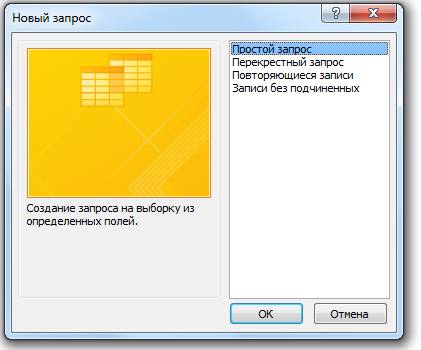 Новый запрос
Простой запрос
Перекрестный запрос
Повторяющиеся записи
Записи без подчиненных
Создание запроса на выборку из
определенных полей.
ОК
Отмена